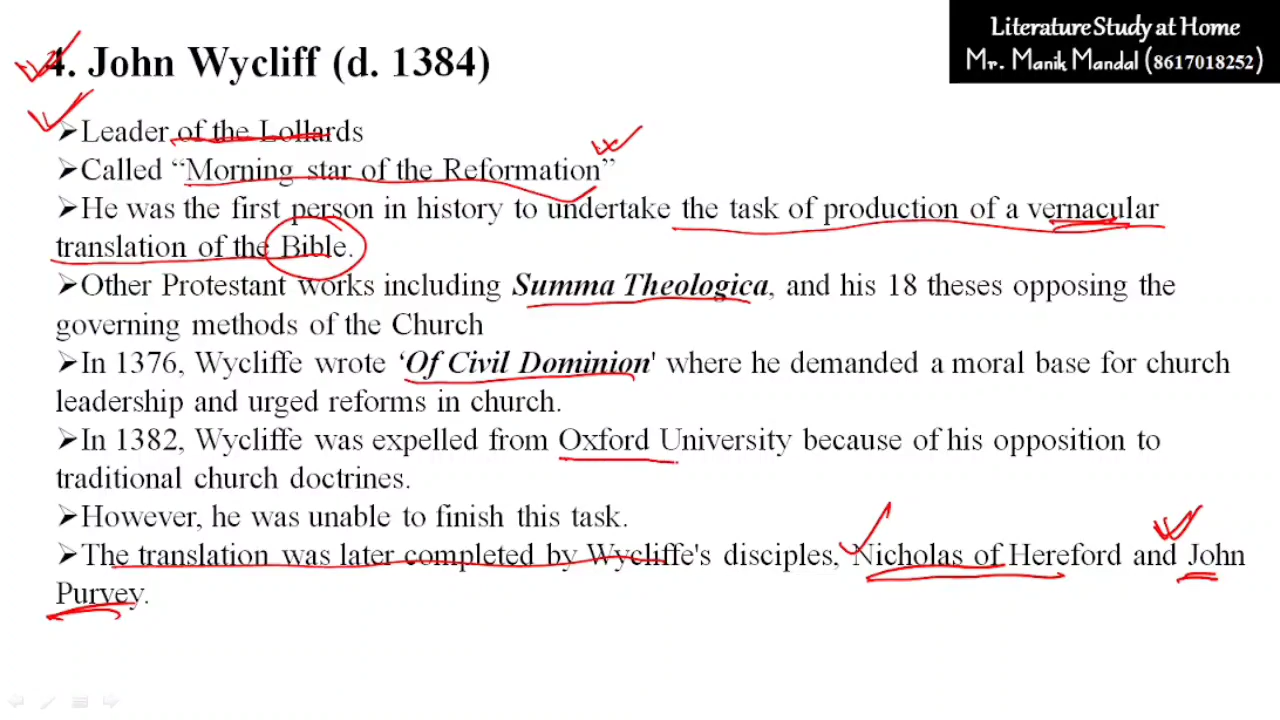 Literature Study at Home
Mr. Manik Mandal (8617018252)
4. John Wycliff (d. 1384)
➢Leader of the Lollards
➢Called “Morning star of the Reformation”
➢He was the first person in history to undertake the task of production of a vernacular
translation of the Bible.
➢Other Protestant works including Summa Theologica, and his 18 theses opposing the
governing methods of the Church
➢In 1376, Wycliffe wrote ‘Of Civil Dominion' where he demanded a moral base for church
leadership and urged reforms in church.
➢In 1382, Wycliffe was expelled from Oxford University because of his opposition to
traditional church doctrines.
➢However, he was unable to finish this task.
➢The translation was later completed by Wycliffe's disciples, Nicholas of Hereford and John
Purvey.